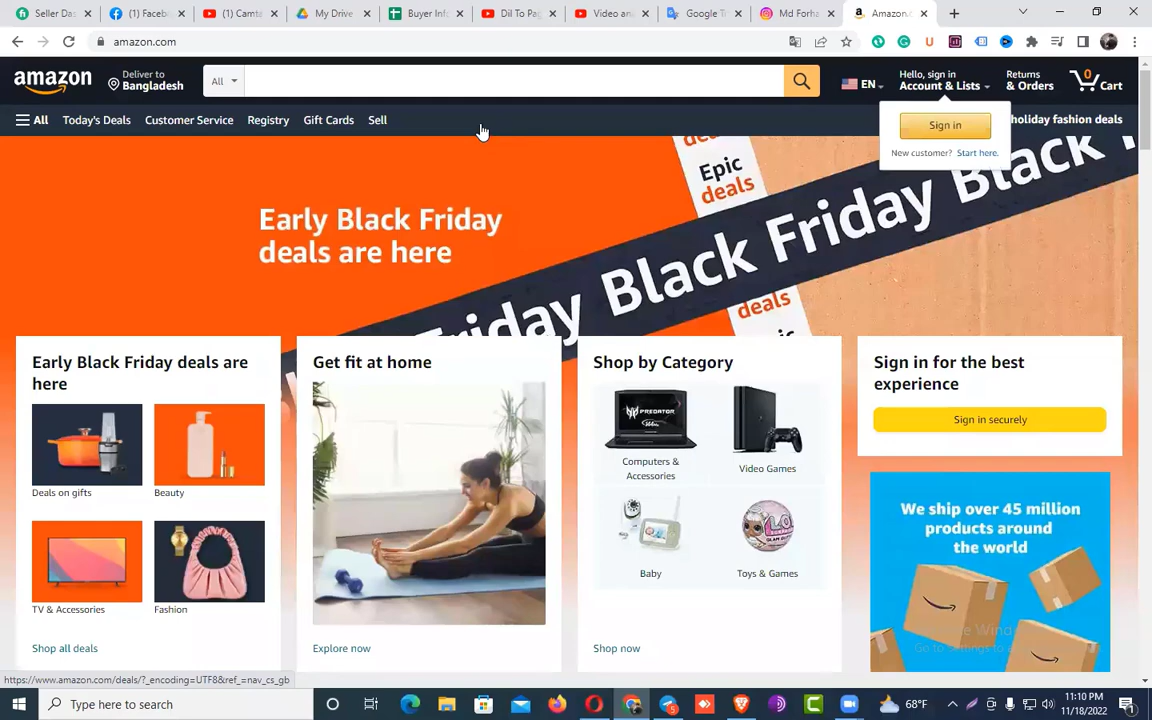 Seller Das
(1) Faceb
(1) Camta
My Drive
Buyer Info
Dil To Pag
Video an
Google T
Md Forha
Amazon.c
amazon.com
amazon
Deliver to
Bangladesh
All
EN
Hello, sign in
Account & Lists
Returns
& Orders
0
Cart
All
Today's Deals
Customer Service
Registry
Gift Cards
Sell
holiday fashion deals
Sign in
New customer? Start here.
Early Black Friday
deals are here
Epic
deals
Friday Black Friday Black
deals
Early Black Friday deals are
here
Deals on gifts
Beauty
TV & Accessories
Fashion
Shop all deals
Get fit at home
Explore now
Shop by Category
PREDATOR
Computers &
Accessories
Video Games
Baby
Toys & Games
Shop now
Sign in for the best
experience
Sign in securely
We ship over 45 million
products around
the world
https://www.amazon.com/deals/?_encoding=UTF8&ref_=nav_cs_gb
Type here to search
68°F
11:10 PM
11/18/2022